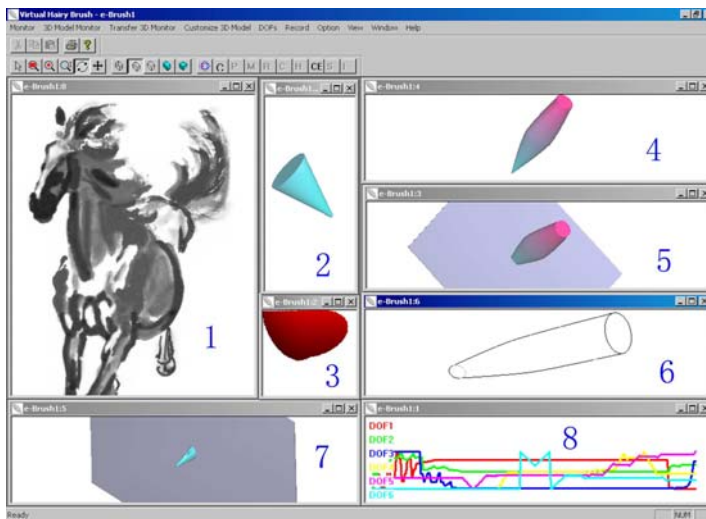 Virtual Hairy Brush - e-Brush1
Monitor 3D Model Monitor Transfer 3D Monitor Customize 3D Model DOFs Record Option View Window Help
C P M R C H CE S I
e-Brush1:0
1
e-Brush1...
2
e-Brush1:2
3
e-Brush1:4
4
e-Brush1:3
5
e-Brush1:6
6
e-Brush1:5
7
e-Brush1:1
8
DOF1
DOF2
DOF3
DOF5
DOF6
Ready
NUM